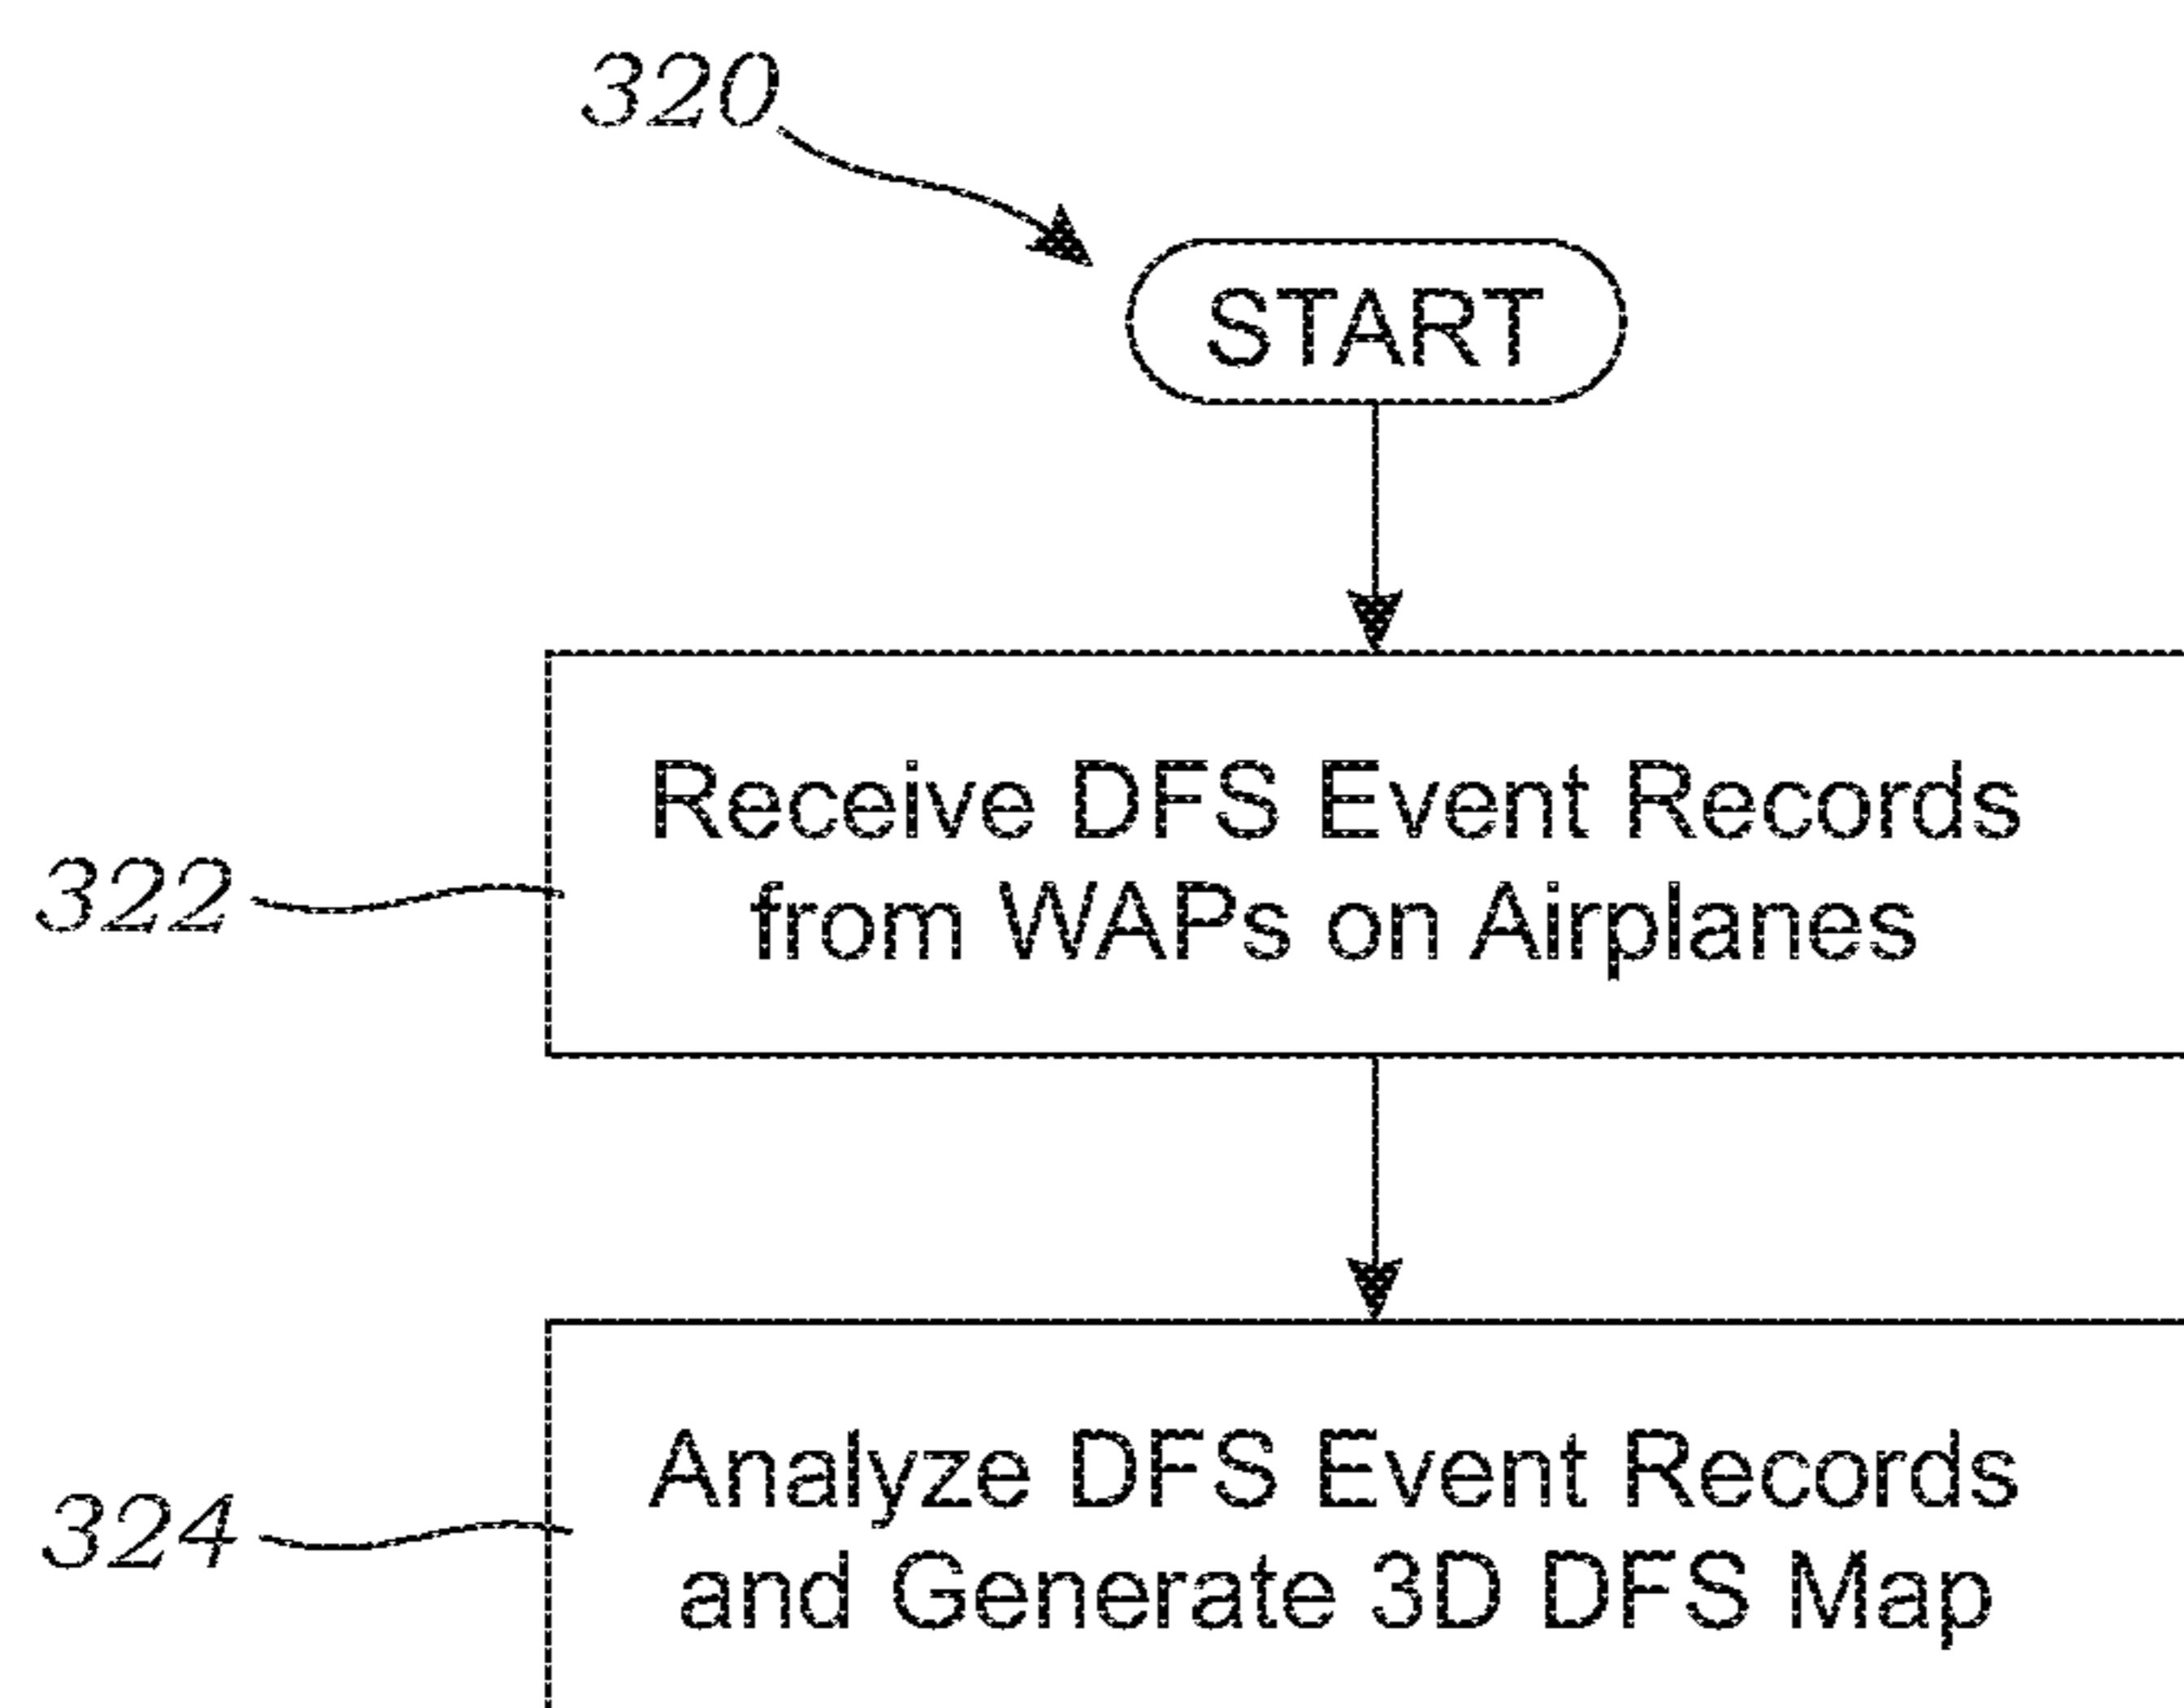 320
START
Receive DFS Event Records
from WAPs on Airplanes
322
Analyze DFS Event Records
and Generate 3D DFS Map
324